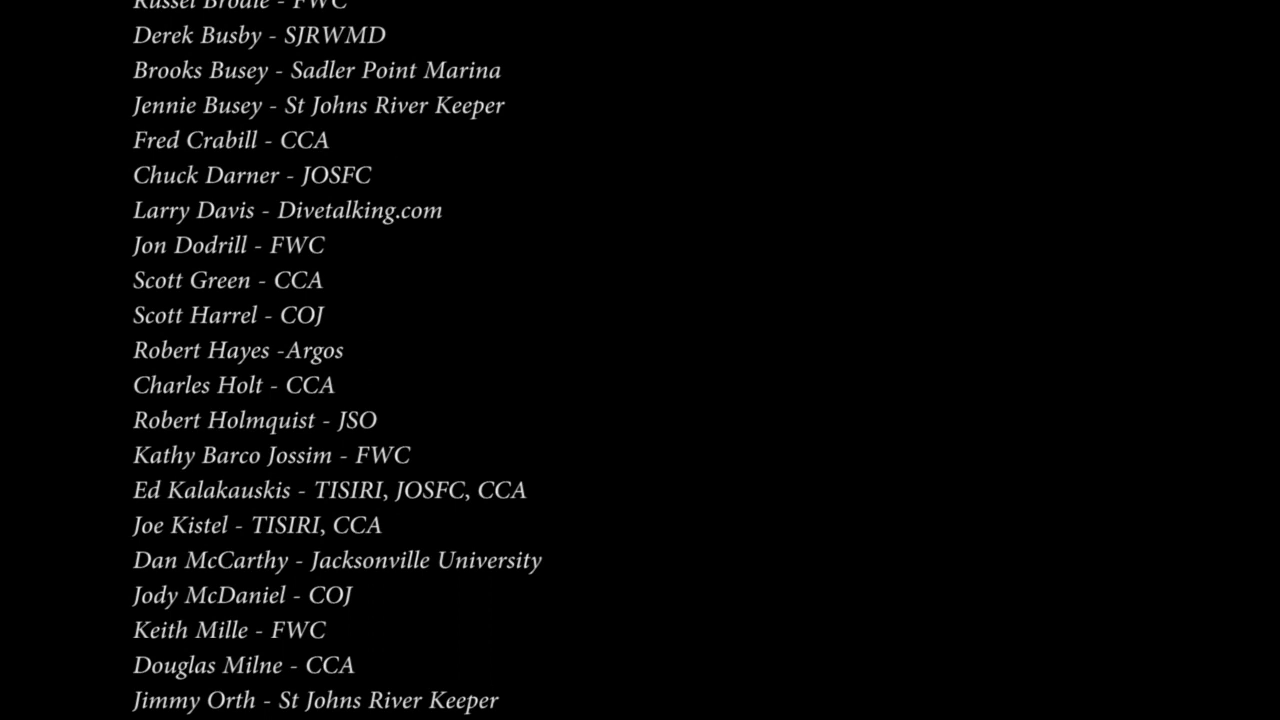 Russel Brodie - FWC
Derek Busby - SJRWMD
Brooks Busey - Sadler Point Marina
Jennie Busey - St Johns River Keeper
Fred Crabill - CCA
Chuck Darner - JOSFC
Larry Davis - Divetalking.com
Jon Dodrill - FWC
Scott Green - CCA
Scott Harrel - COJ
Robert Hayes -Argos
Charles Holt - CCA
Robert Holmquist - JSO
Kathy Barco Jossim - FWC
Ed Kalakauskis - TISIRI, JOSFC, CCA
Joe Kistel - TISIRI, CCA
Dan McCarthy - Jacksonville University
Jody McDaniel - COJ
Keith Mille - FWC
Douglas Milne - CCA
Jimmy Orth - St Johns River Keeper